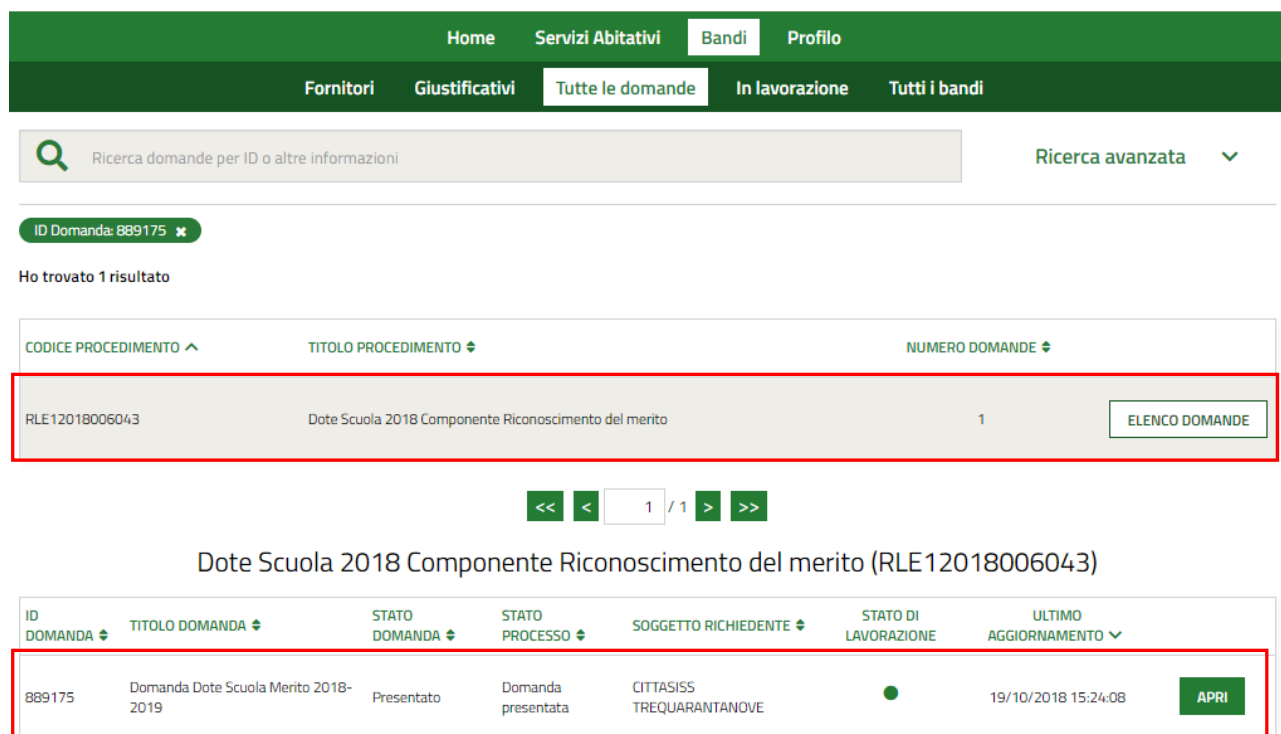 Home Servizi Abitativi Bandi Profilo
Fornitori Giustificativi Tutte le domande In lavorazione Tutti i bandi
Ricerca domande per ID o altre informazioni Ricerca avanzata
ID Domanda: 889175 ×
Ho trovato 1 risultato
CODICE PROCEDIMENTO TITOLO PROCEDIMENTO NUMERO DOMANDE
RLE12018006043 Dote Scuola 2018 Componente Riconoscimento del merito 1 ELENCO DOMANDE
<< < 1 / 1 > >>
Dote Scuola 2018 Componente Riconoscimento del merito (RLE12018006043)
ID STATO STATO STATO DI ULTIMO
DOMANDA TITOLO DOMANDA DOMANDA PROCESSO SOGGETTO RICHIEDENTE LAVORAZIONE AGGIORNAMENTO
889175 Domanda Dote Scuola Merito 2018- Presentato Domanda CITTASISS 19/10/2018 15:24:08 APRI
2019 presentata TREQUARANTANOVE